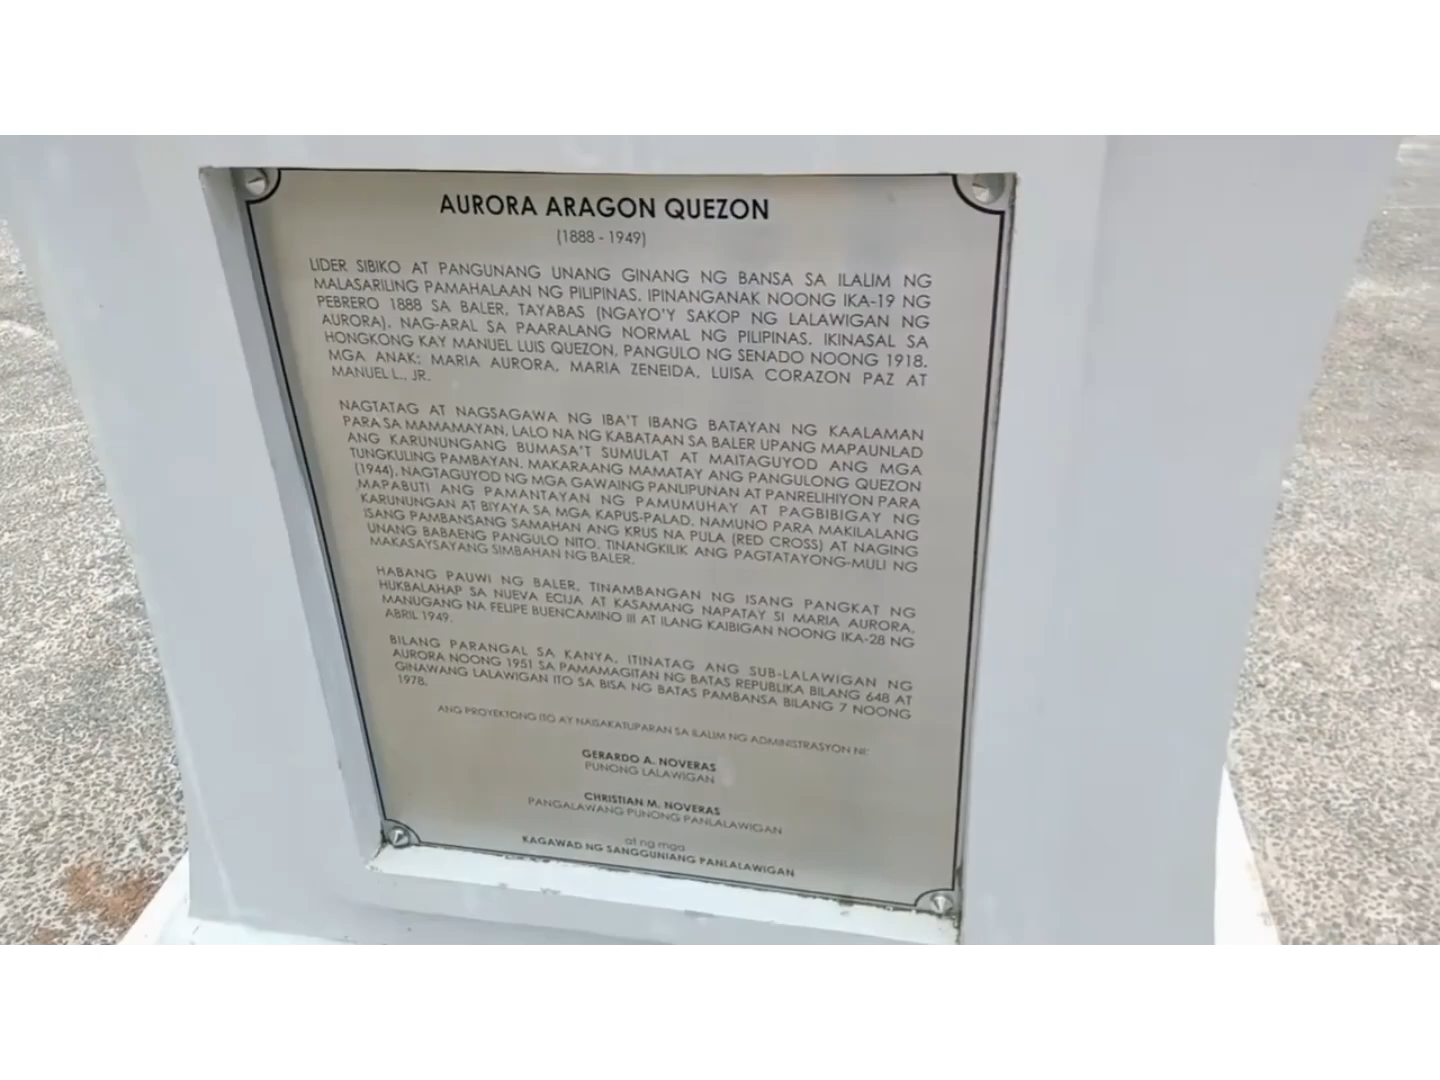 AURORA ARAGON QUEZON
(1888 - 1949)
LIDER SIBIKO AT PANGUNANG UNANG GINANG NG BANSA SA ILALIM NG
MALASARILING PAMAHALAAN NG PILIPINAS. IPINANGANAK NOONG IKA-19 NG
PEBRERO 1888 SA BALER, TAYABAS (NGAYO'Y SAKOP NG LALAWIGAN NG
AURORA). NAG-ARAL SA PAARALANG NORMAL NG PILIPINAS. IKINASAL SA
HONGKONG KAY MANUEL LUIS QUEZON, PANGULO NG SENADO NOONG 1918.
MGA ANAK: MARIA AURORA, MARIA ZENEIDA, LUISA CORAZON PAZ AT
MANUEL L., JR.
NAGTATAG AT NAGSAGAWA NG IBA'T IBANG BATAYAN NG KAALAMAN
PARA SA MAMAMAYAN, LALO NA NG KABATAAN SA BALER UPANG MAPAUNLAD
ANG KARUNUNGANG BUMASA'T SUMULAT AT MAITAGUYOD ANG MGA
TUNGKULING PAMBAYAN. MAKARAANG MAMATAY ANG PANGULONG QUEZON
(1944), NAGTAGUYOD NG MGA GAWAING PANLIPUNAN AT PANRELIHIYON PARA
MAPABUTI ANG PAMANTAYAN NG PAMUMUHAY AT PAGBIBIGAY NG
KARUNUNGAN AT BIYAYA SA MGA KAPUS-PALAD. NAMUNO PARA MAKILALANG
ISANG PAMBANSANG SAMAHAN ANG KRUS NA PULA (RED CROSS) AT NAGING
UNANG BABAENG PANGULO NITO. TINANGKILIK ANG PAGTATAYONG-MULI NG
MAKASAYSAYANG SIMBAHAN NG BALER.
HABANG PAUWI NG BALER, TINAMBANGAN NG ISANG PANGKAT NG
HUKBALAHAP SA NUEVA ECIJA AT KASAMANG NAPATAY SI MARIA AURORA,
MANUGANG NA FELIPE BUENCAMINO III AT ILANG KAIBIGAN NOONG IKA-28 NG
ABRIL 1949.
BILANG PARANGAL SA KANYA, ITINATAG ANG SUB-LALAWIGAN NG
AURORA NOONG 1951 SA PAMAMAGITAN NG BATAS REPUBLIKA BILANG 648 AT
GINAWANG LALAWIGAN ITO SA BISA NG BATAS PAMBANSA BILANG 7 NOONG
1978.
ANG PROYEKTONG ITO AY NAISAKATUPARAN SA ILALIM NG ADMINISTRASYON NI:
GERARDO A. NOVERAS
PUNONG LALAWIGAN
CHRISTIAN M. NOVERAS
PANGALAWANG PUNONG PANLALAWIGAN
at ng mga
KAGAWAD NG SANGGUNIANG PANLALAWIGAN